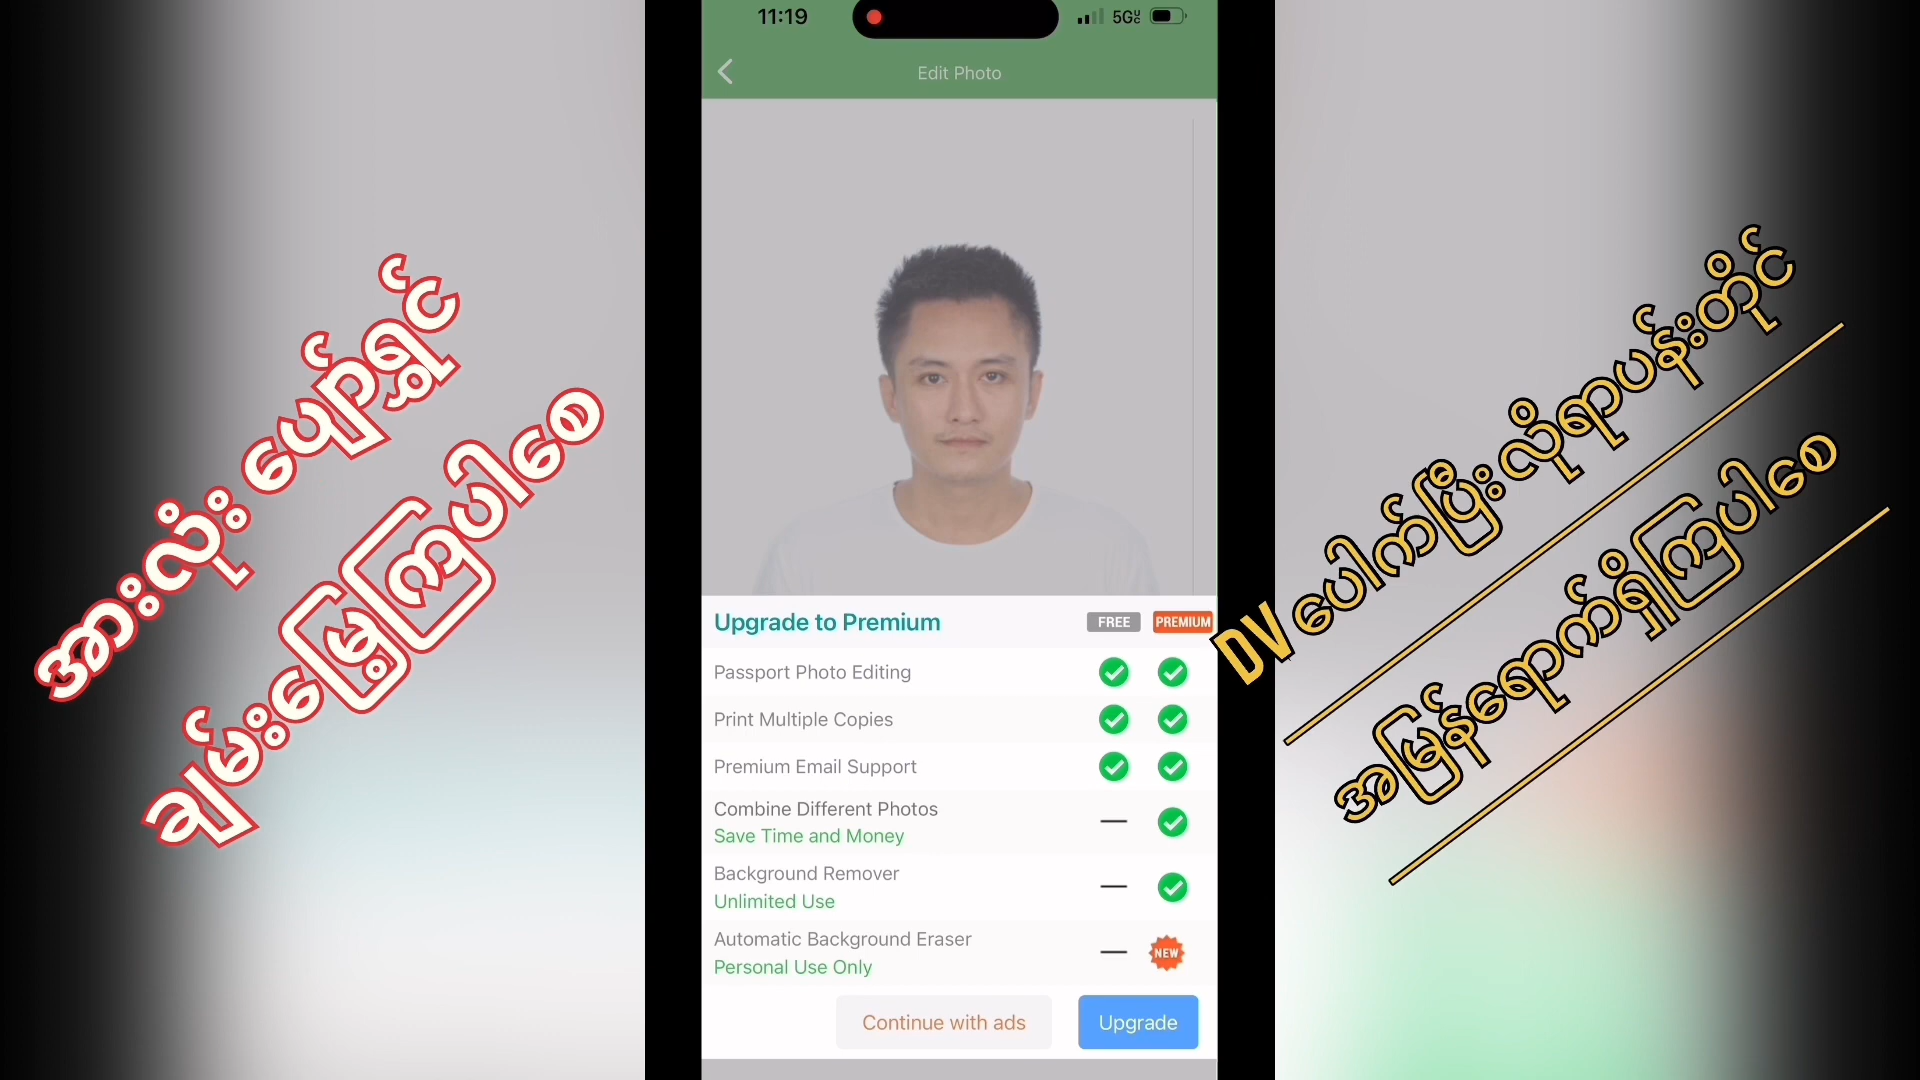 11:19
5G UC
Edit Photo
အားလုံး ပျော်ရွှင်
ချမ်းမြေ့ကြပါစေ
DV ပေါက်ပြီး လိုရာပန်းတိုင်
အမြန်ရောက်ရှိကြပါစေ
Upgrade to Premium FREE PREMIUM
Passport Photo Editing
Print Multiple Copies
Premium Email Support
Combine Different Photos
Save Time and Money
Background Remover
Unlimited Use
Automatic Background Eraser NEW
Personal Use Only
Continue with ads Upgrade